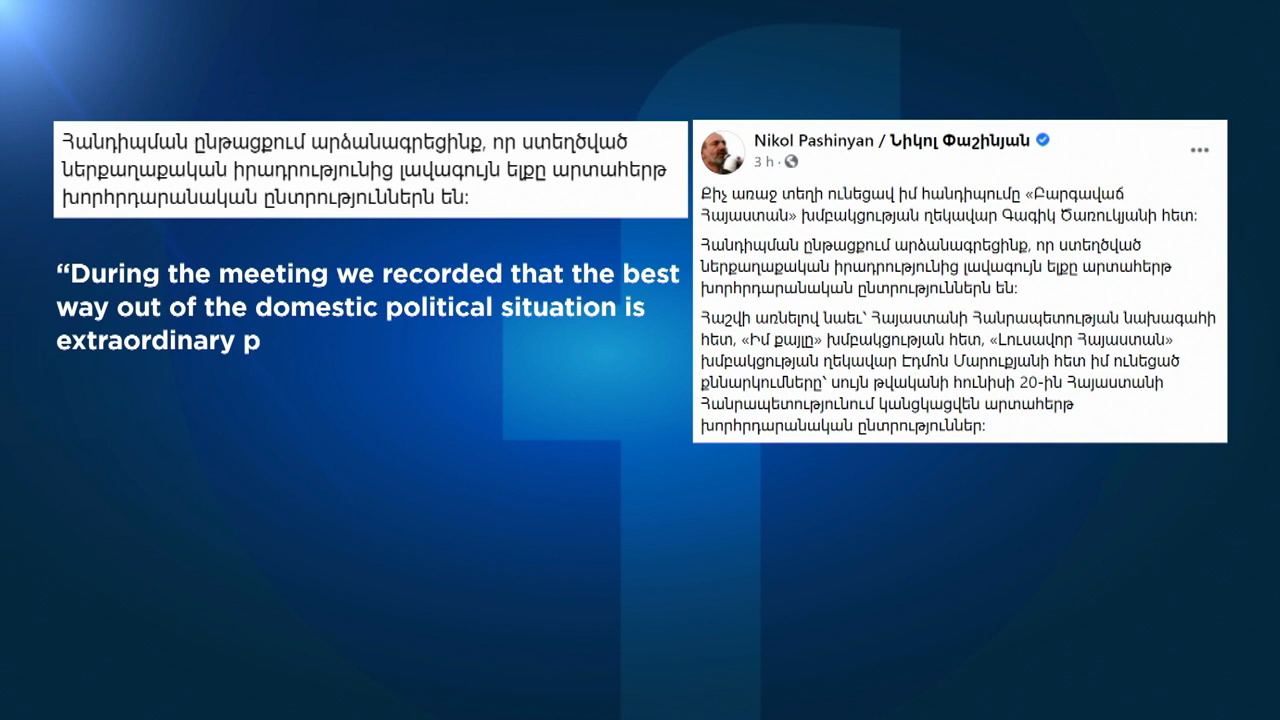 Հանդիպման ընթացքում արձանագրեցինք, որ ստեղծված
ներքաղաքական իրադրությունից լավագույն ելքը արտահերթ
խորհրդարանական ընտրություններն են:
“During the meeting we recorded that the best
way out of the domestic political situation is
extraordinary p
Nikol Pashinyan / Նիկոլ Փաշինյան
3 h ·
Քիչ առաջ տեղի ունեցավ իմ հանդիպումը «Բարգավաճ
Հայաստան» խմբակցության ղեկավար Գագիկ Ծառուկյանի հետ:
Հանդիպման ընթացքում արձանագրեցինք, որ ստեղծված
ներքաղաքական իրադրությունից լավագույն ելքը արտահերթ
խորհրդարանական ընտրություններն են:
Հաշվի առնելով նաեւ՝ Հայաստանի Հանրապետության նախագահի
հետ, «Իմ քայլը» խմբակցության հետ, «Լուսավոր Հայաստան»
խմբակցության ղեկավար Էդմոն Մարուքյանի հետ իմ ունեցած
քննարկումները՝ սույն թվականի հունիսի 20-ին Հայաստանի
Հանրապետությունում կանցկացվեն արտահերթ
խորհրդարանական ընտրություններ: